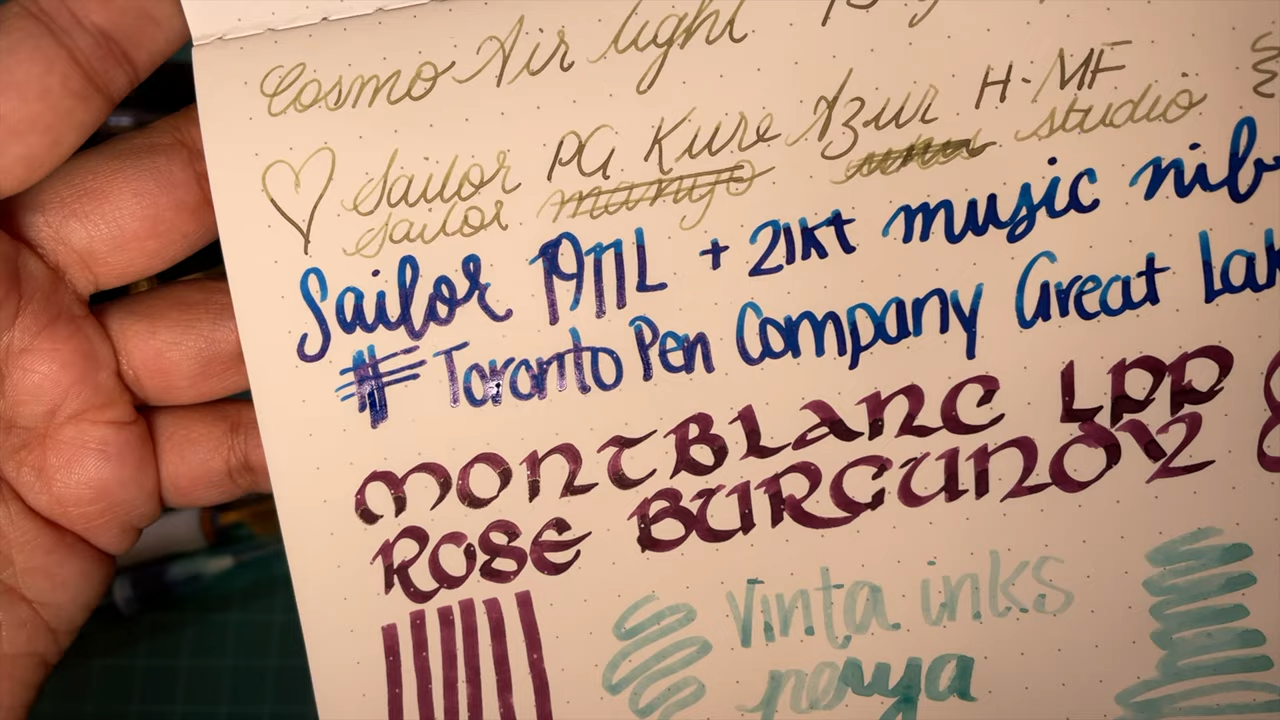 Cosmo Air light
Sailor PG Kure Azur H-MF
Sailor manyo studio
Sailor 1911L + 21kt music nib
# Toronto Pen Company Great Lak
MONTBLANC LPP
ROSE BURGUNDY
Vinta inks